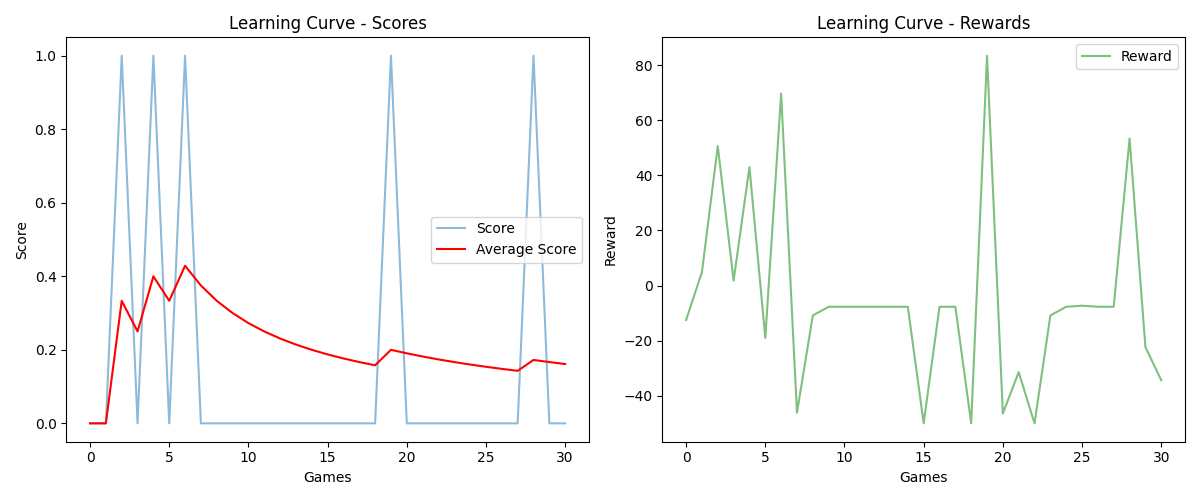 Learning Curve - Scores
1.0
0.8
0.6
0.4
0.2
0.0
Score
Score
Average Score
0 5 10 15 20 25 30
Games
Learning Curve - Rewards
80
60
40
20
0
−20
−40
Reward
Reward
0 5 10 15 20 25 30
Games